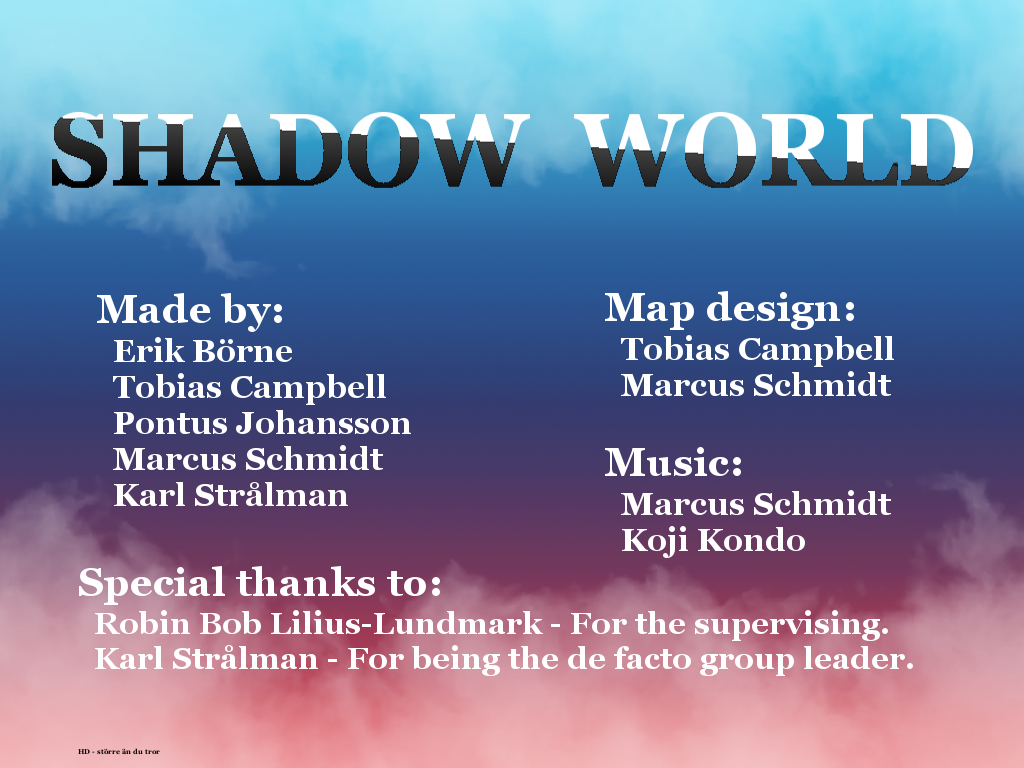 SHADOW WORLD
Made by:
Erik Börne
Tobias Campbell
Pontus Johansson
Marcus Schmidt
Karl Strålman
Map design:
Tobias Campbell
Marcus Schmidt
Music:
Marcus Schmidt
Koji Kondo
Special thanks to:
Robin Bob Lilius-Lundmark - For the supervising.
Karl Strålman - For being the de facto group leader.
HD - större än du tror